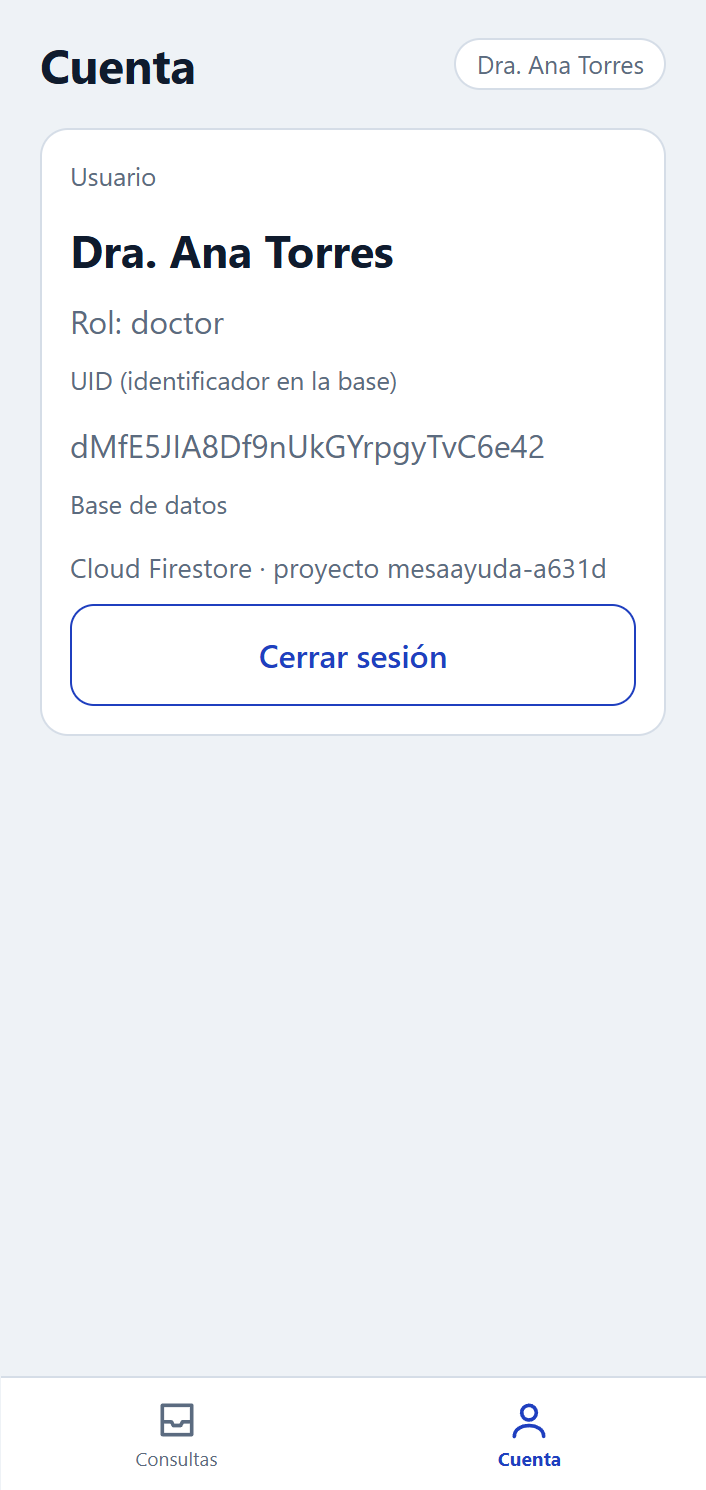 Cuenta
Dra. Ana Torres
Usuario
Dra. Ana Torres
Rol: doctor
UID (identificador en la base)
dMfE5JIA8Df9nUkGYrpgyTvC6e42
Base de datos
Cloud Firestore · proyecto mesaayuda-a631d
Cerrar sesión
Consultas
Cuenta